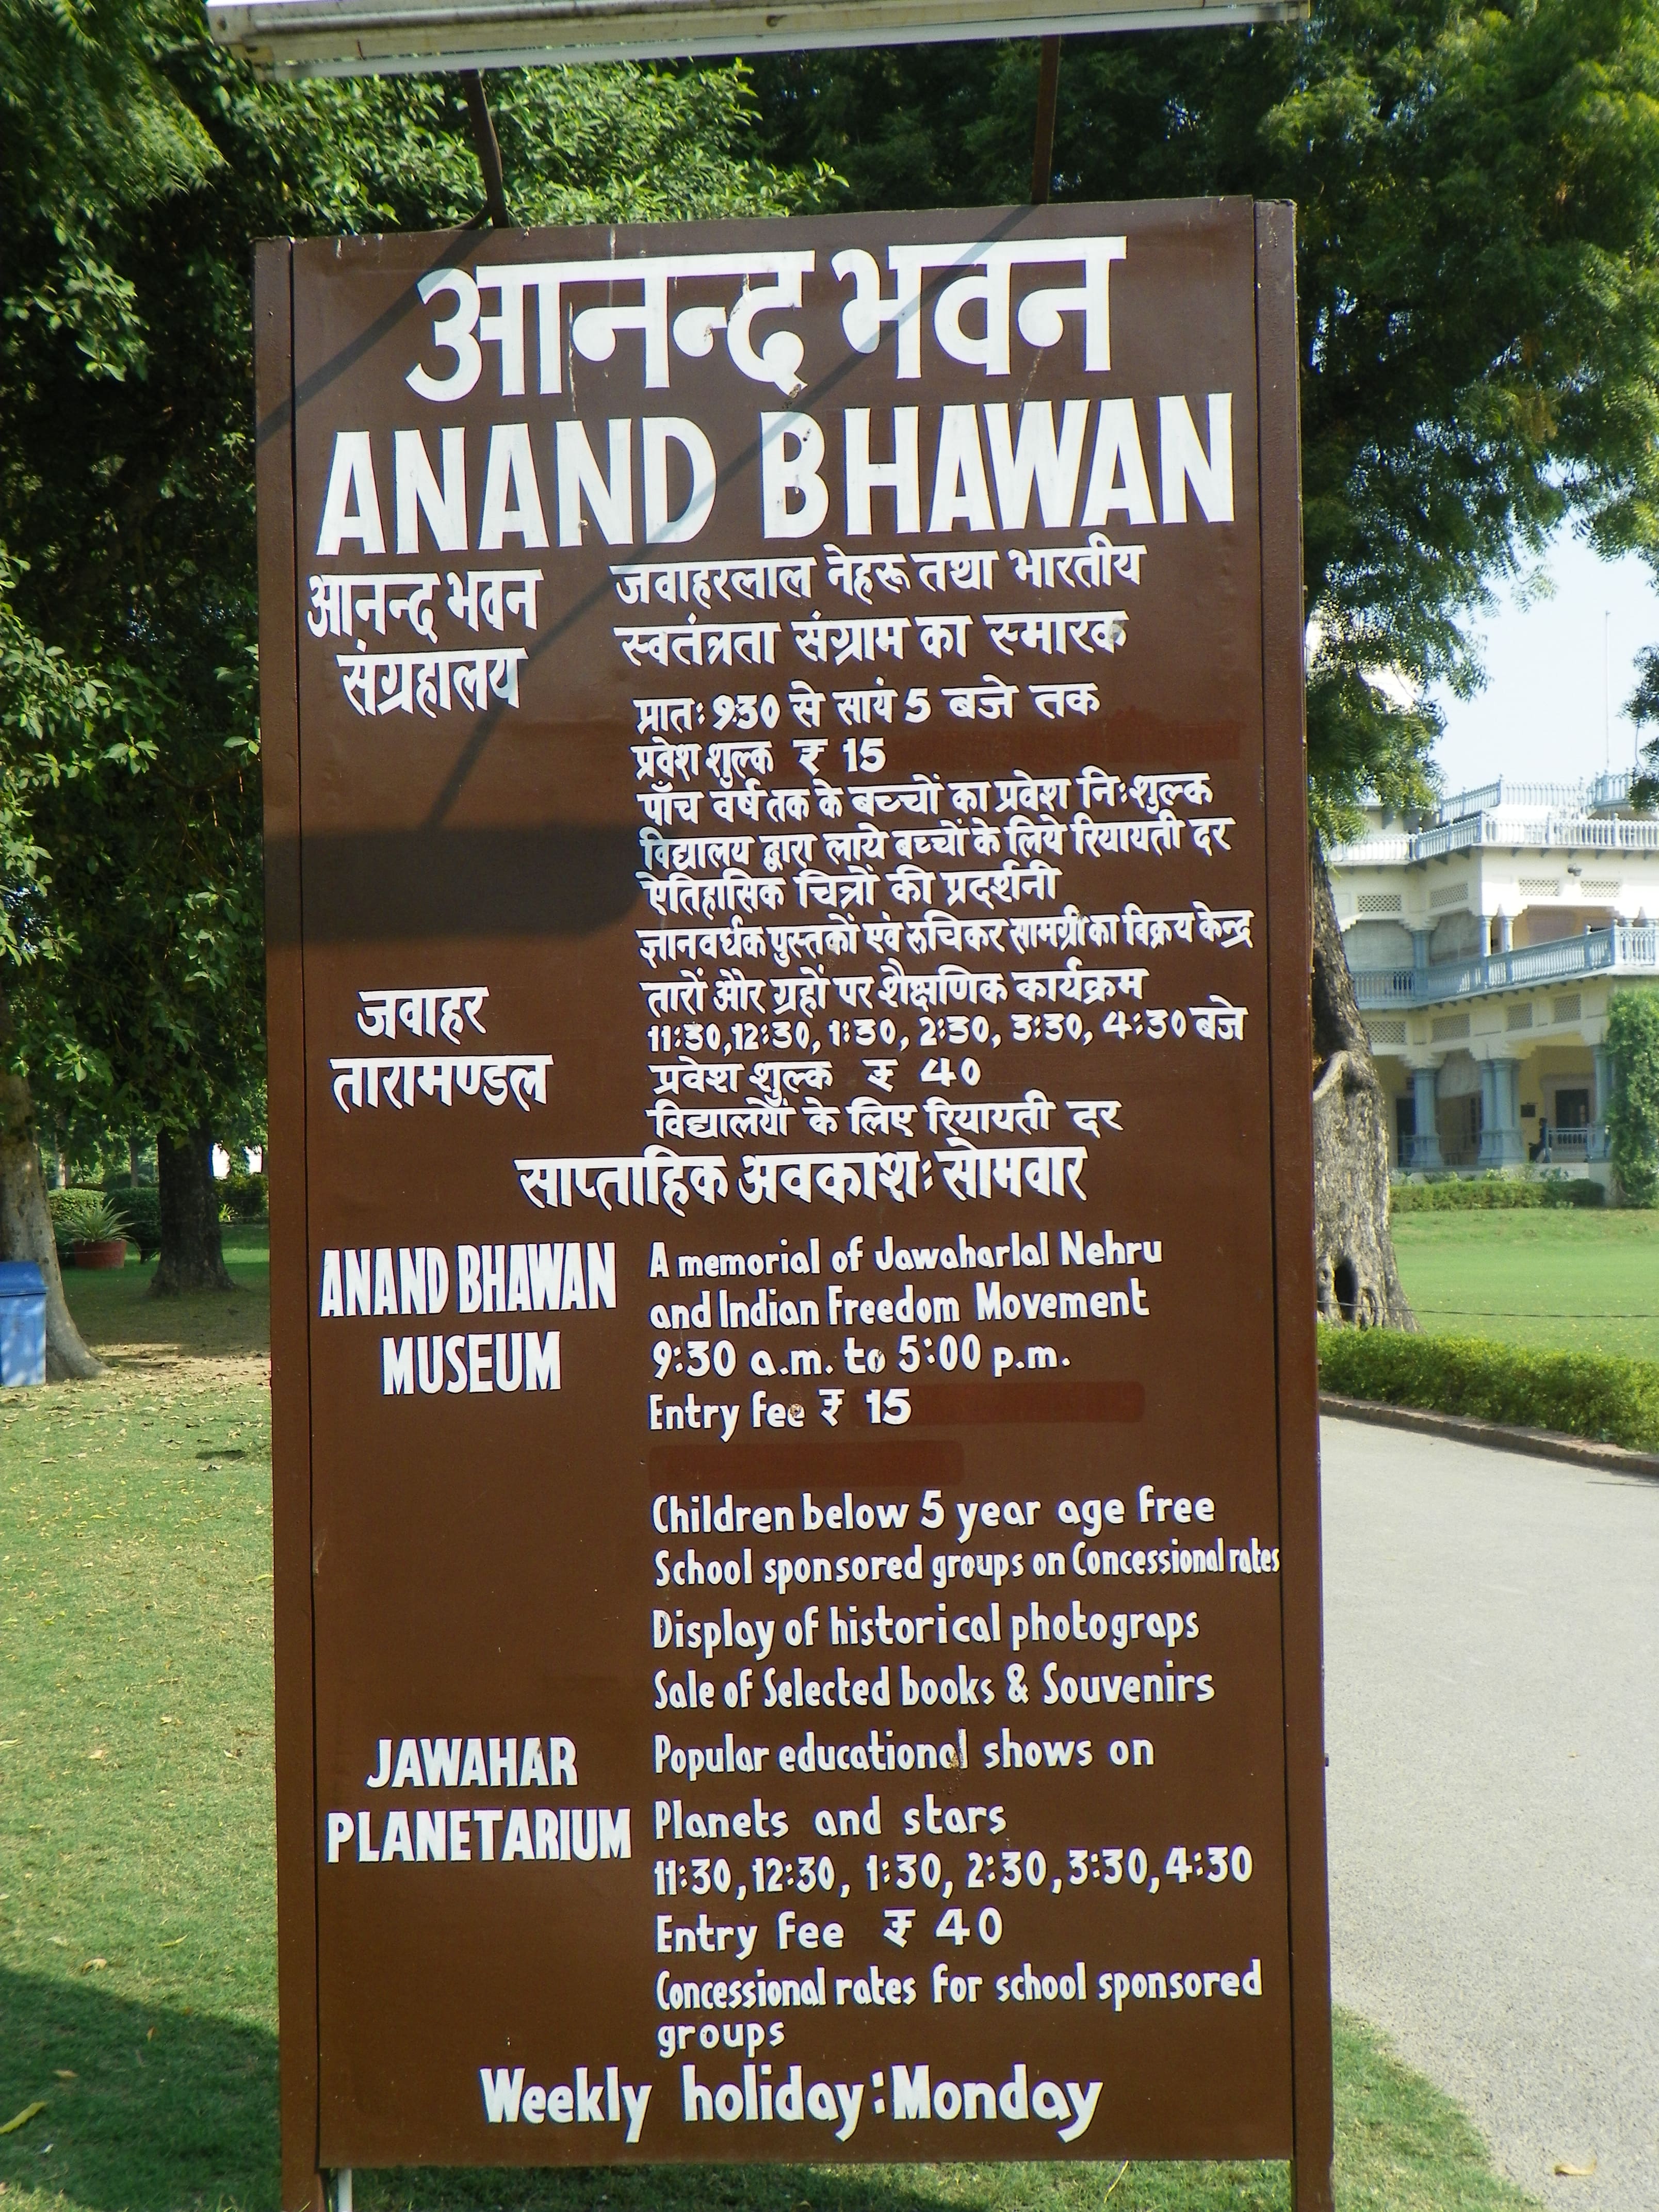 आनन्द भवन
ANAND BHAWAN
आनन्द भवन
संग्रहालय
जवाहरलाल नेहरू तथा भारतीय
स्वतंत्रता संग्राम का स्मारक
प्रातः 9:30 से सायं 5 बजे तक
प्रवेश शुल्क ₹ 15
पाँच वर्ष तक के बच्चों का प्रवेश निःशुल्क
विद्यालय द्वारा लाये बच्चों के लिये रियायती दर
ऐतिहासिक चित्रों की प्रदर्शनी
ज्ञानवर्धक पुस्तकों एवं रूचिकर सामग्री का विक्रय केन्द्र
जवाहर
तारामण्डल
तारों और ग्रहों पर शैक्षणिक कार्यक्रम
11:30, 12:30, 1:30, 2:30, 3:30, 4:30 बजे
प्रवेश शुल्क ₹ 40
विद्यालयों के लिए रियायती दर
साप्ताहिक अवकाशः सोमवार
ANAND BHAWAN
MUSEUM
A memorial of Jawaharlal Nehru
and Indian Freedom Movement
9:30 a.m. to 5:00 p.m.
Entry fee ₹ 15
Children below 5 year age free
School sponsored groups on Concessional rates
Display of historical photograps
Sale of Selected books & Souvenirs
JAWAHAR
PLANETARIUM
Popular educational shows on
Planets and stars
11:30, 12:30, 1:30, 2:30, 3:30, 4:30
Entry fee ₹ 40
Concessional rates for school sponsored
groups
Weekly holiday: Monday